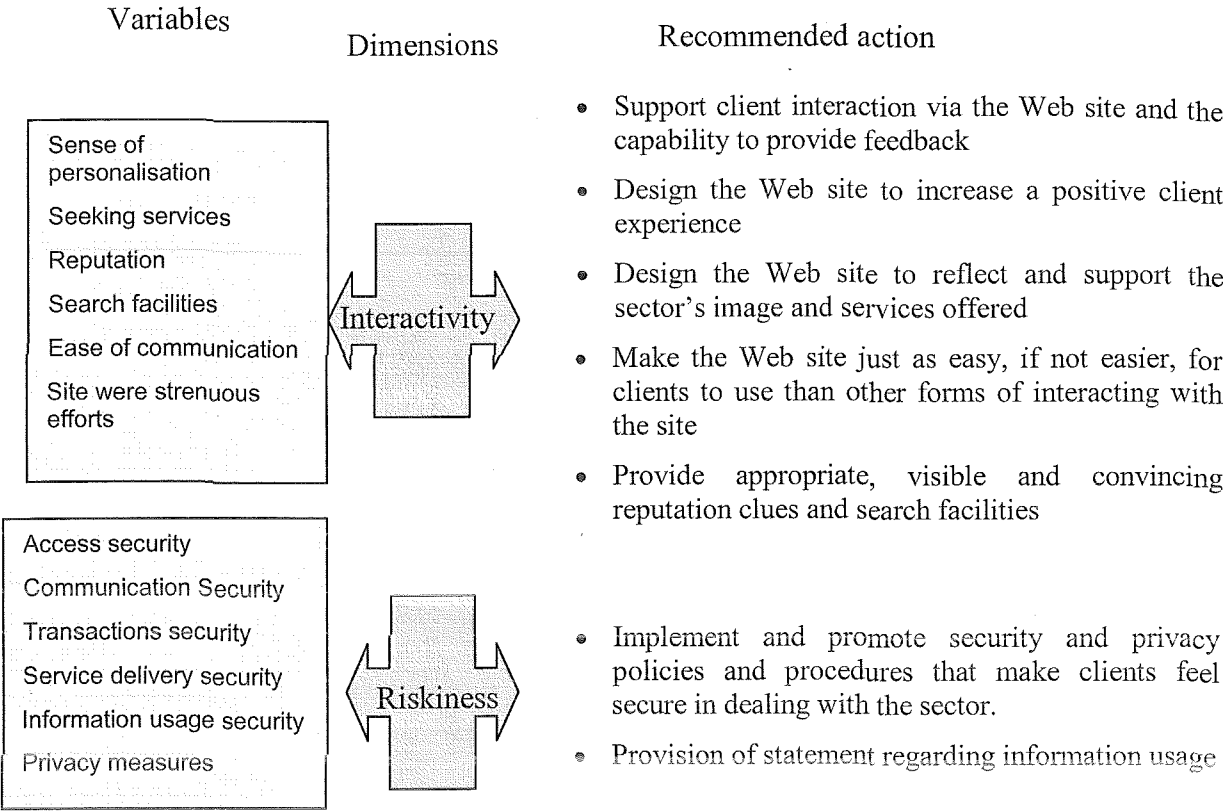 Variables
Dimensions
Recommended action
Sense of
personalisation
Seeking services
Reputation
Search facilities
Ease of communication
Site were strenuous
efforts
Interactivity
• Support client interaction via the Web site and the
capability to provide feedback
• Design the Web site to increase a positive client
experience
• Design the Web site to reflect and support the
sector's image and services offered
• Make the Web site just as easy, if not easier, for
clients to use than other forms of interacting with
the site
• Provide appropriate, visible and convincing
reputation clues and search facilities
Access security
Communication Security
Transactions security
Service delivery security
Information usage security
Privacy measures
Riskiness
• Implement and promote security and privacy
policies and procedures that make clients feel
secure in dealing with the sector.
• Provision of statement regarding information usage